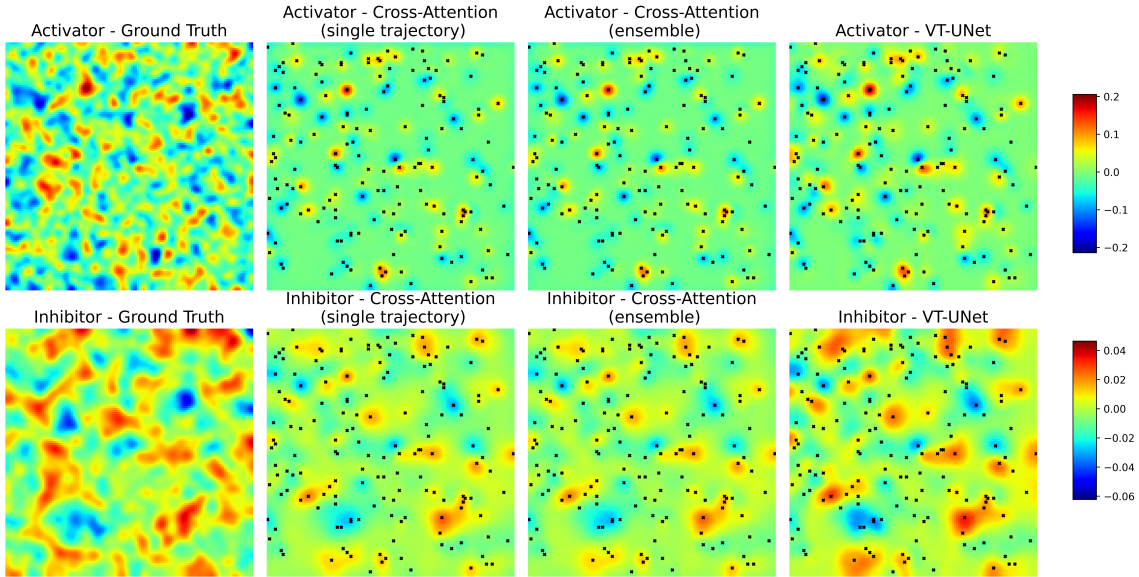 Activator - Ground Truth
Activator - Cross-Attention
(single trajectory)
Activator - Cross-Attention
(ensemble)
Activator - VT-UNet
0.2
0.1
0.0
−0.1
−0.2
Inhibitor - Ground Truth
Inhibitor - Cross-Attention
(single trajectory)
Inhibitor - Cross-Attention
(ensemble)
Inhibitor - VT-UNet
0.04
0.02
0.00
−0.02
−0.04
−0.06